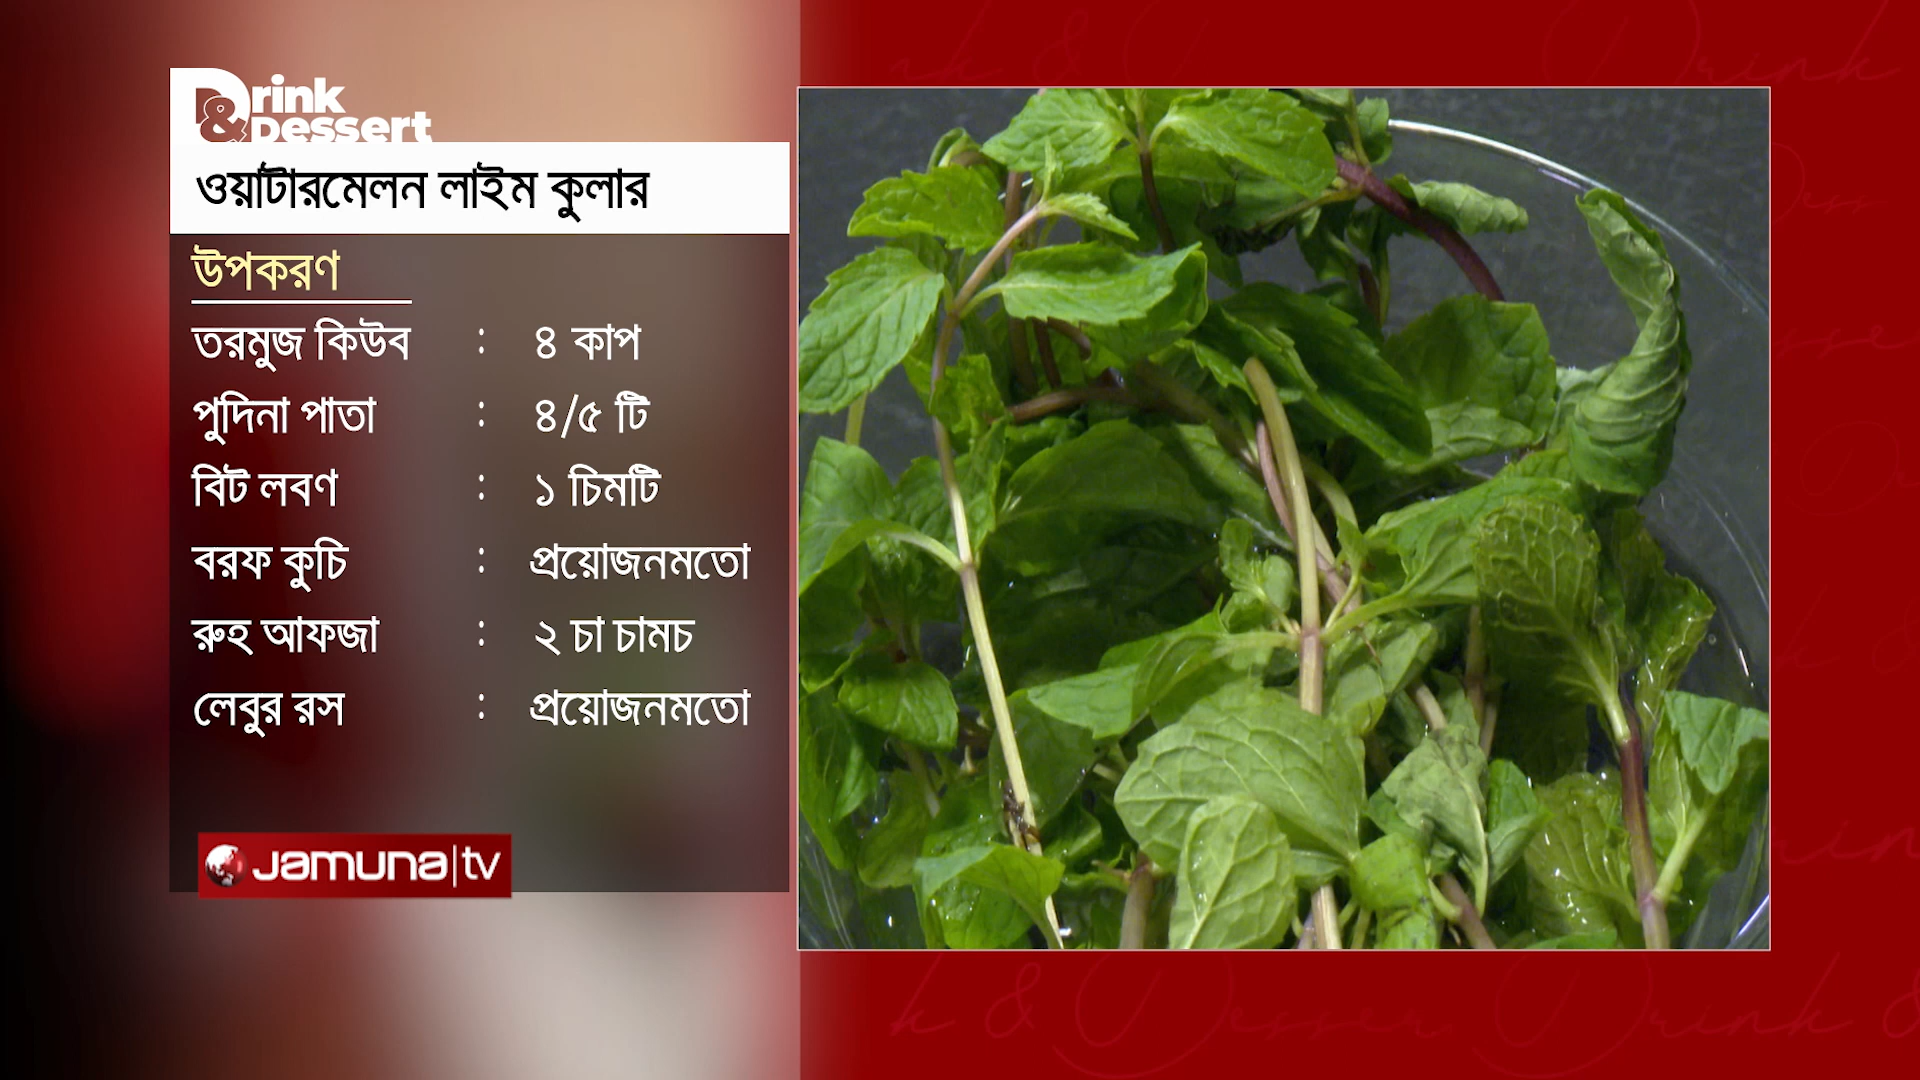 Drink
& Dessert
ওয়াটারমেলন লাইম কুলার
উপকরণ
তরমুজ কিউব : ৪ কাপ
পুদিনা পাতা : ৪/৫ টি
বিট লবণ : ১ চিমটি
বরফ কুচি : প্রয়োজনমতো
রুহ আফজা : ২ চা চামচ
লেবুর রস : প্রয়োজনমতো
Jamuna|tv